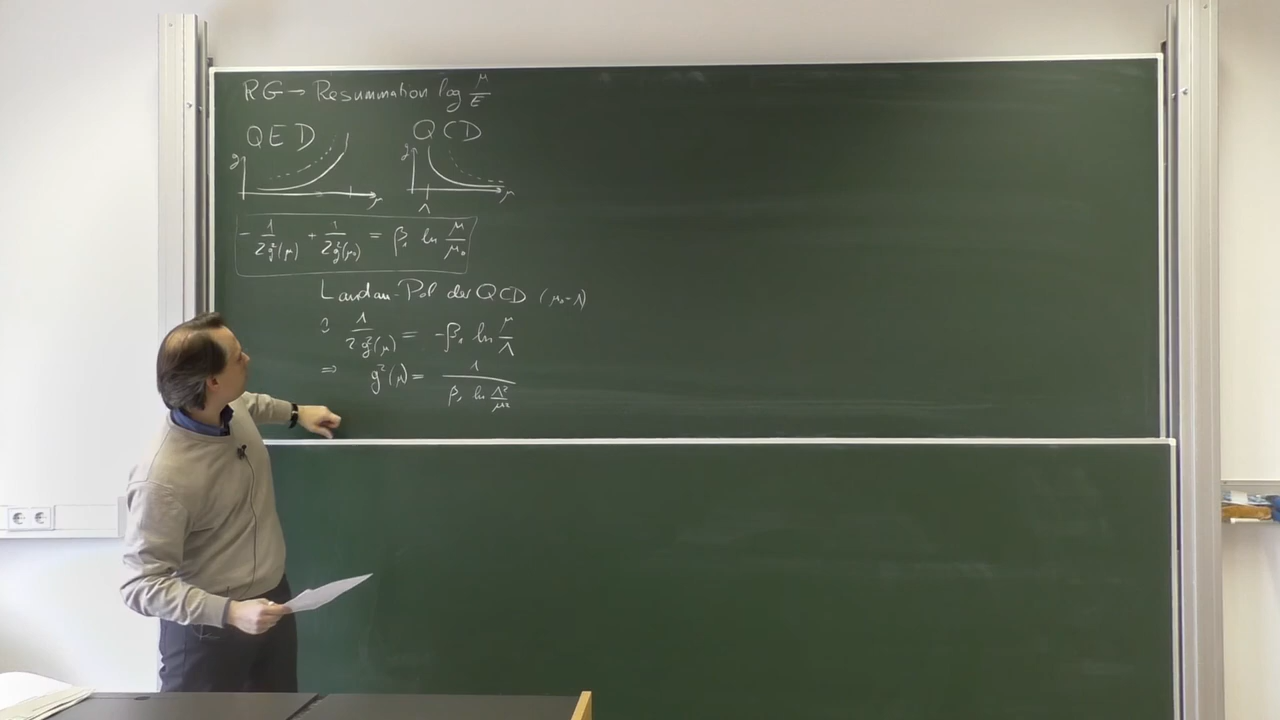 RG → Resummation log μ/E
QED QCD
g μ g μ
Λ
- 1/2g²(μ) + 1/2g²(μ₀) = β₁ ln μ/μ₀
Landau-Pol der QCD (μ₀=Λ)
1/2g²(μ) = -β₁ ln μ/Λ
⇒ g²(μ) = 1/β₁ ln Λ²/μ²